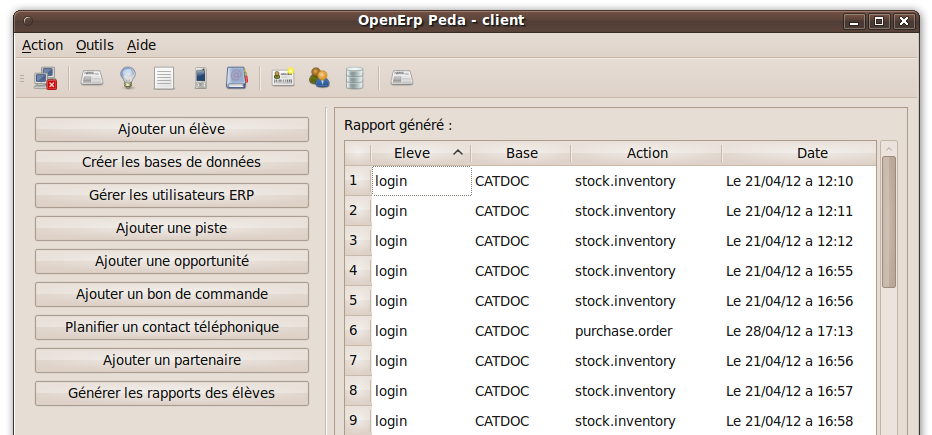 OpenErp Peda - client
Action Outils Aide
Ajouter un élève
Créer les bases de données
Gérer les utilisateurs ERP
Ajouter une piste
Ajouter une opportunité
Ajouter un bon de commande
Planifier un contact téléphonique
Ajouter un partenaire
Générer les rapports des élèves
Rapport généré :
Eleve Base Action Date
1 login CATDOC stock.inventory Le 21/04/12 a 12:10
2 login CATDOC stock.inventory Le 21/04/12 a 12:11
3 login CATDOC stock.inventory Le 21/04/12 a 12:12
4 login CATDOC stock.inventory Le 21/04/12 a 16:55
5 login CATDOC stock.inventory Le 21/04/12 a 16:56
6 login CATDOC purchase.order Le 28/04/12 a 17:13
7 login CATDOC stock.inventory Le 21/04/12 a 16:56
8 login CATDOC stock.inventory Le 21/04/12 a 16:57
9 login CATDOC stock.inventory Le 21/04/12 a 16:58